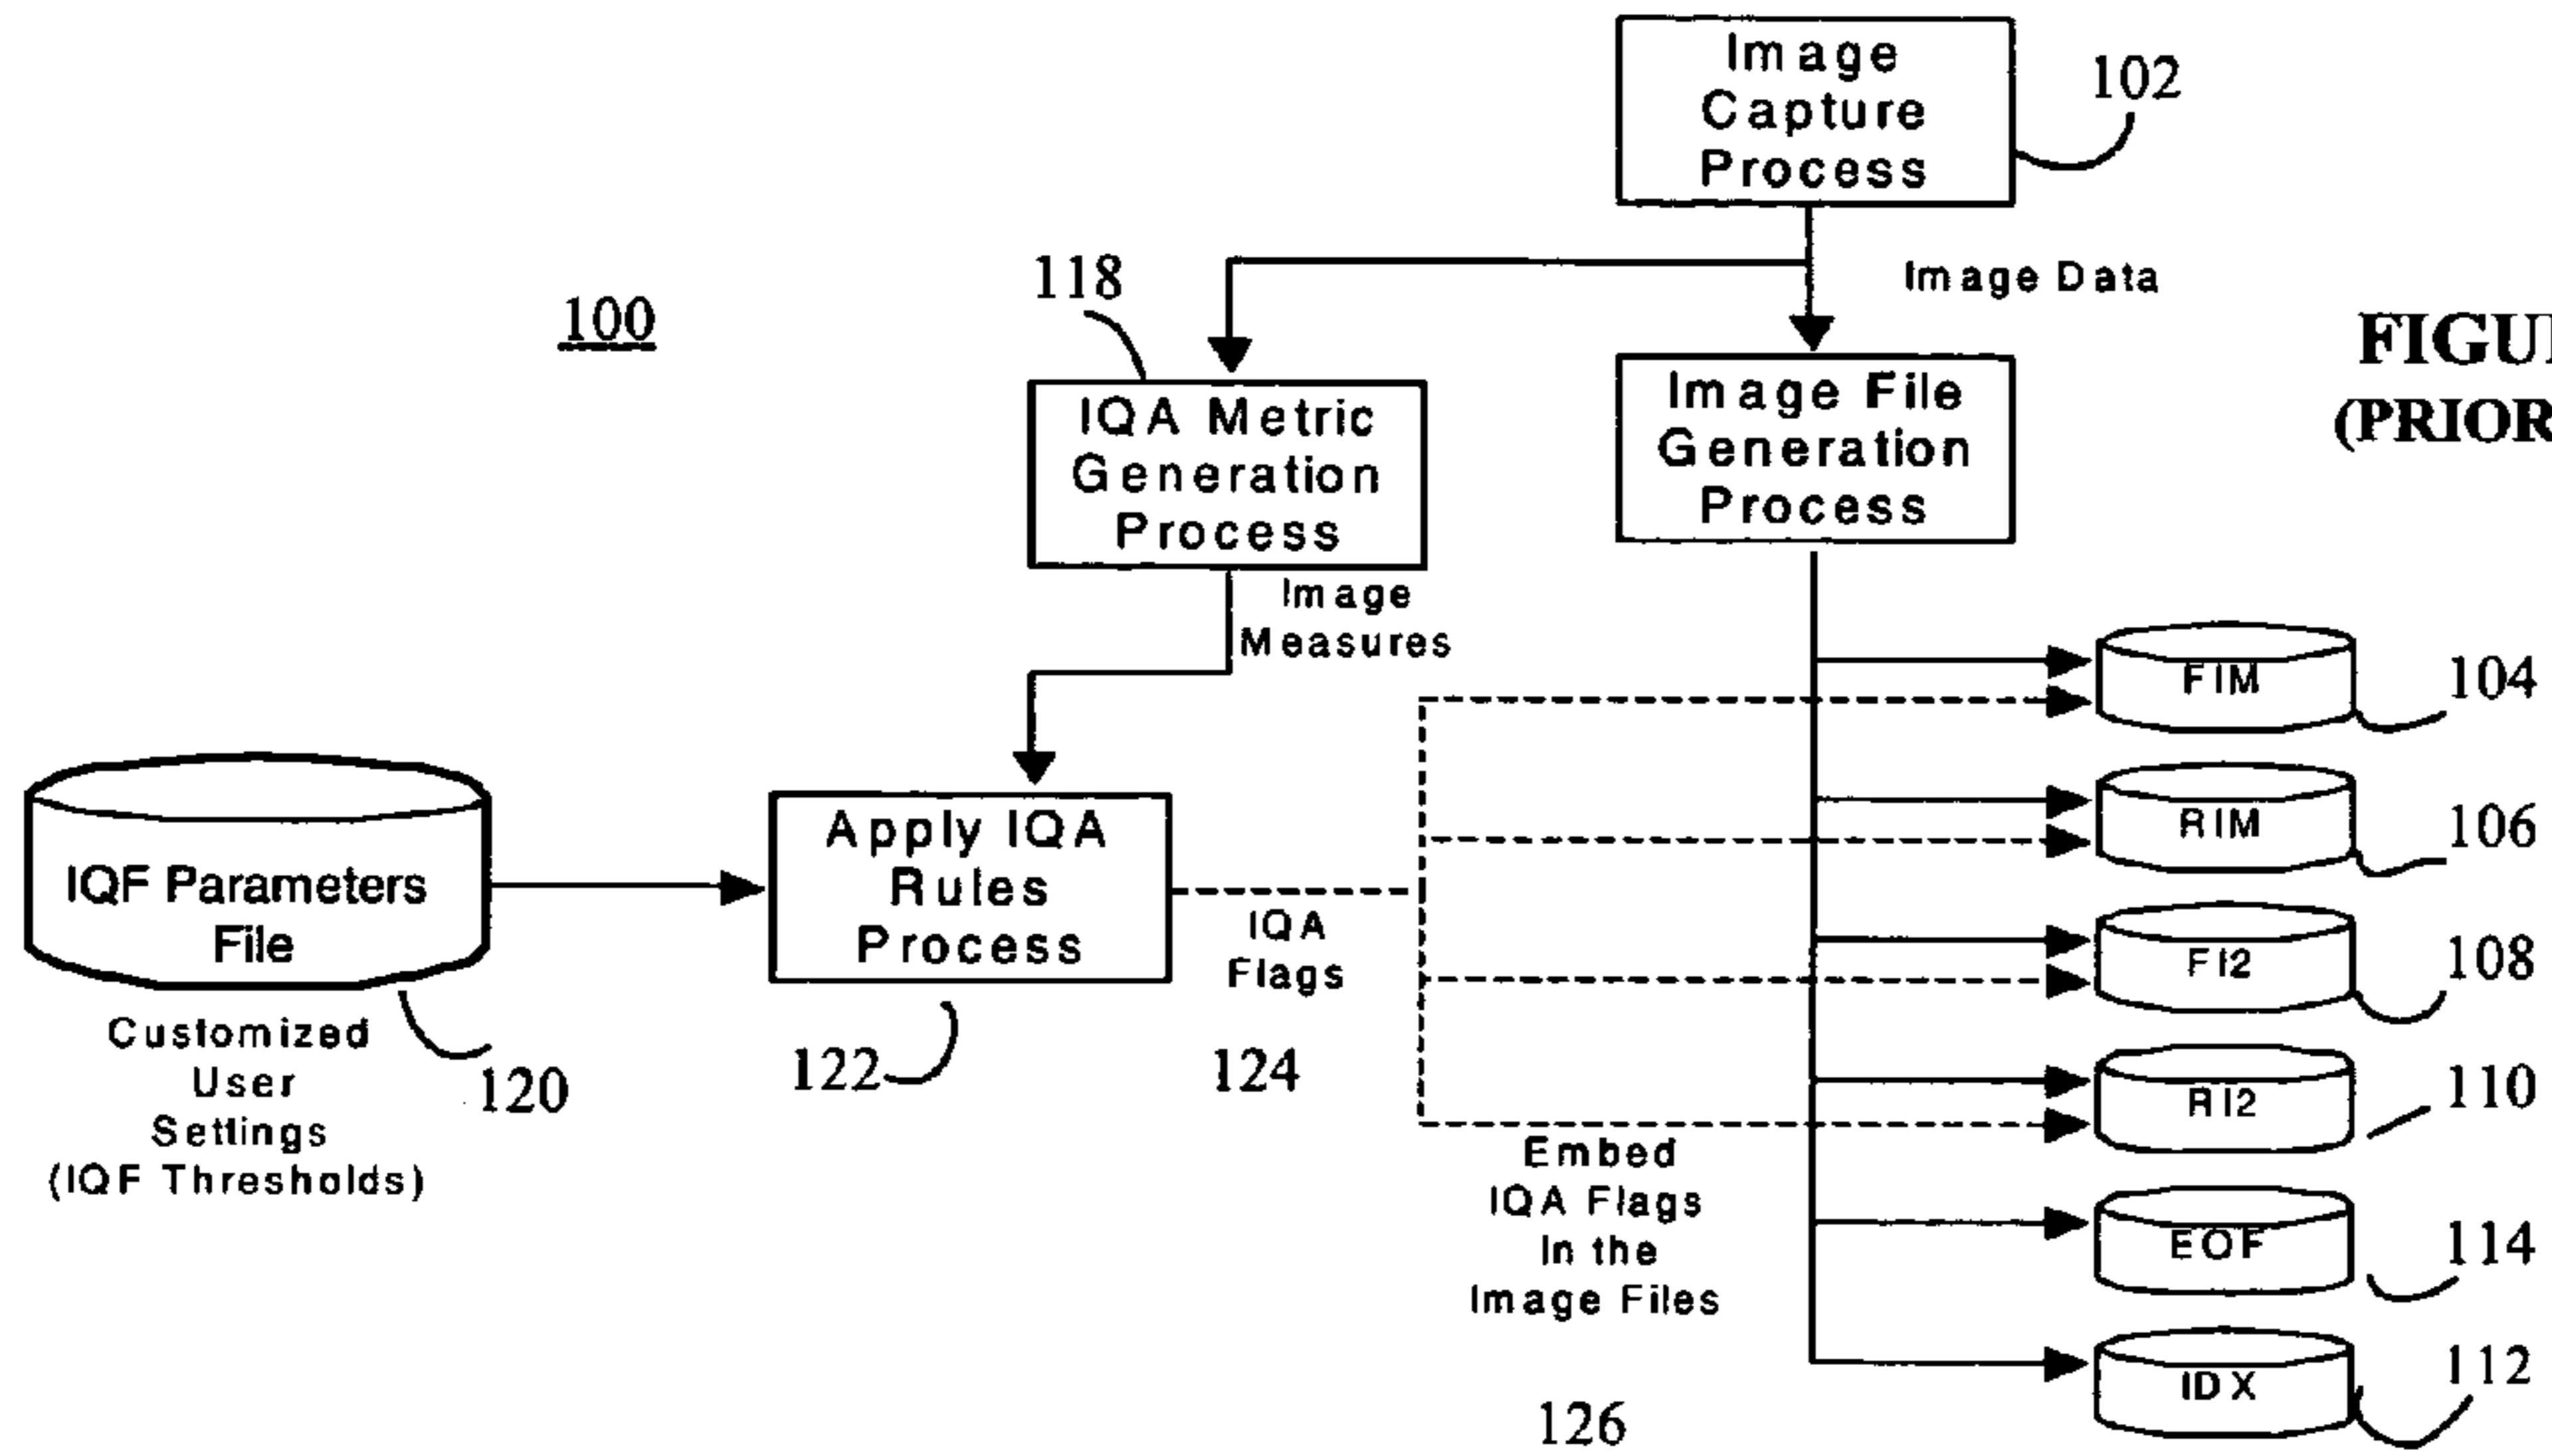 Image
Capture
Process
102
Image Data
118
100
IQA Metric
Generation
Process
Image File
Generation
Process
(PRIOR
Image
Measures
FIM
104
RIM
106
FI2
108
RI2
110
EOF
114
IDX
112
IQF Parameters
File
Customized
User
Settings
(IQF Thresholds)
120
Apply IQA
Rules
Process
122
IQA
Flags
124
Embed
IQA Flags
In the
Image Files
126